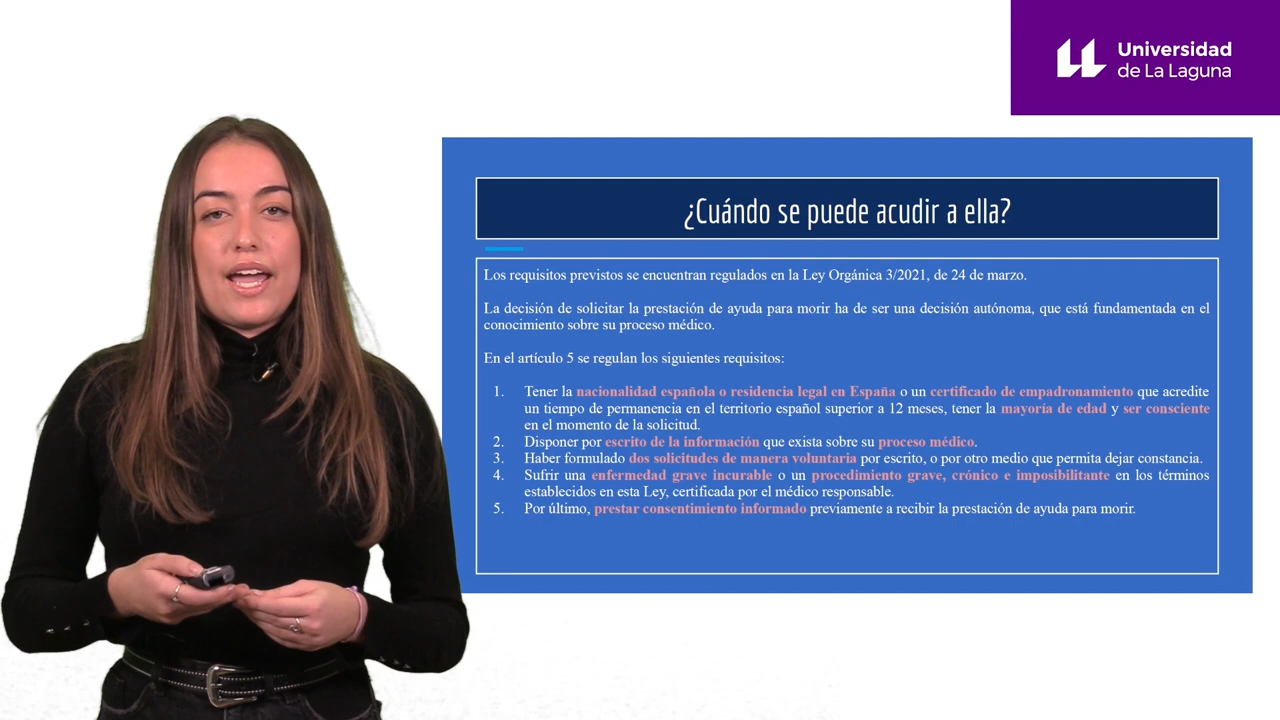 Universidad
de La Laguna
¿Cuándo se puede acudir a ella?
Los requisitos previstos se encuentran regulados en la Ley Orgánica 3/2021, de 24 de marzo.
La decisión de solicitar la prestación de ayuda para morir ha de ser una decisión autónoma, que está fundamentada en el
conocimiento sobre su proceso médico.
En el artículo 5 se regulan los siguientes requisitos:
1. Tener la nacionalidad española o residencia legal en España o un certificado de empadronamiento que acredite
un tiempo de permanencia en el territorio español superior a 12 meses, tener la mayoría de edad y ser consciente
en el momento de la solicitud.
2. Disponer por escrito de la información que exista sobre su proceso médico.
3. Haber formulado dos solicitudes de manera voluntaria por escrito, o por otro medio que permita dejar constancia.
4. Sufrir una enfermedad grave incurable o un procedimiento grave, crónico e imposibilitante en los términos
establecidos en esta Ley, certificada por el médico responsable.
5. Por último, prestar consentimiento informado previamente a recibir la prestación de ayuda para morir.